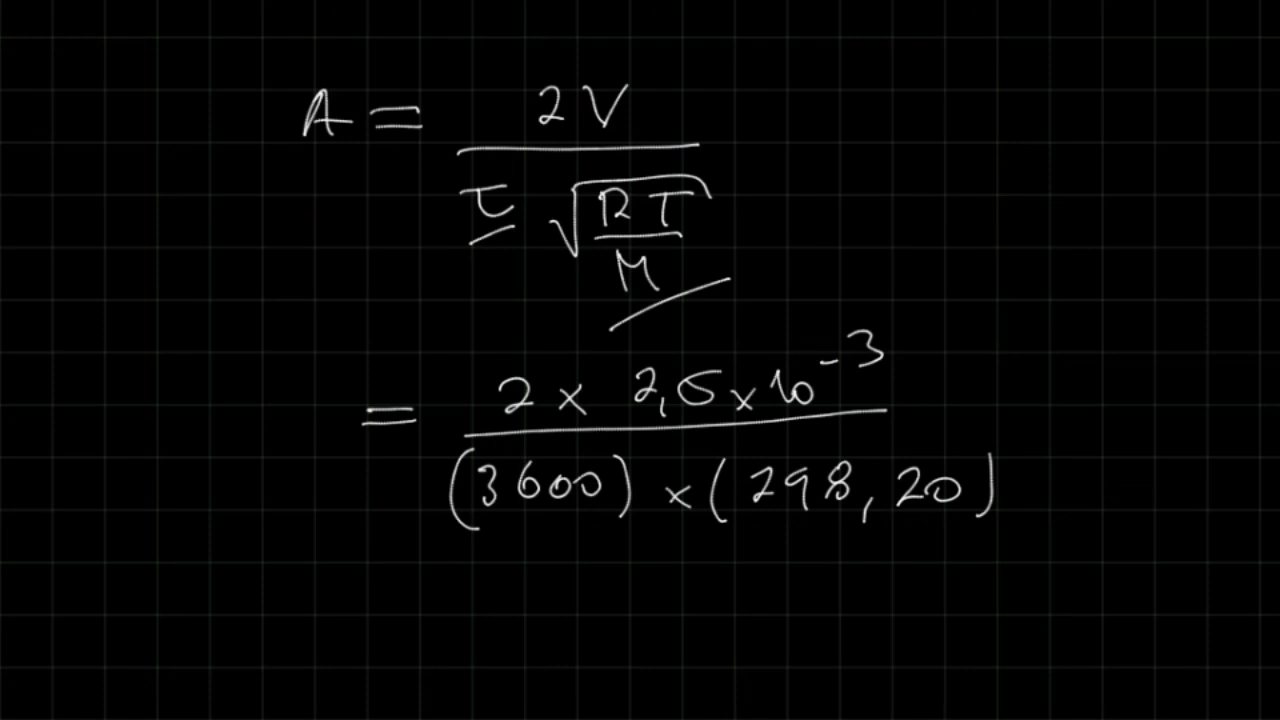 A = 2V / τ √(RT / M)
= 2 × 2,5 × 10⁻³ / (3600) × (298,20)